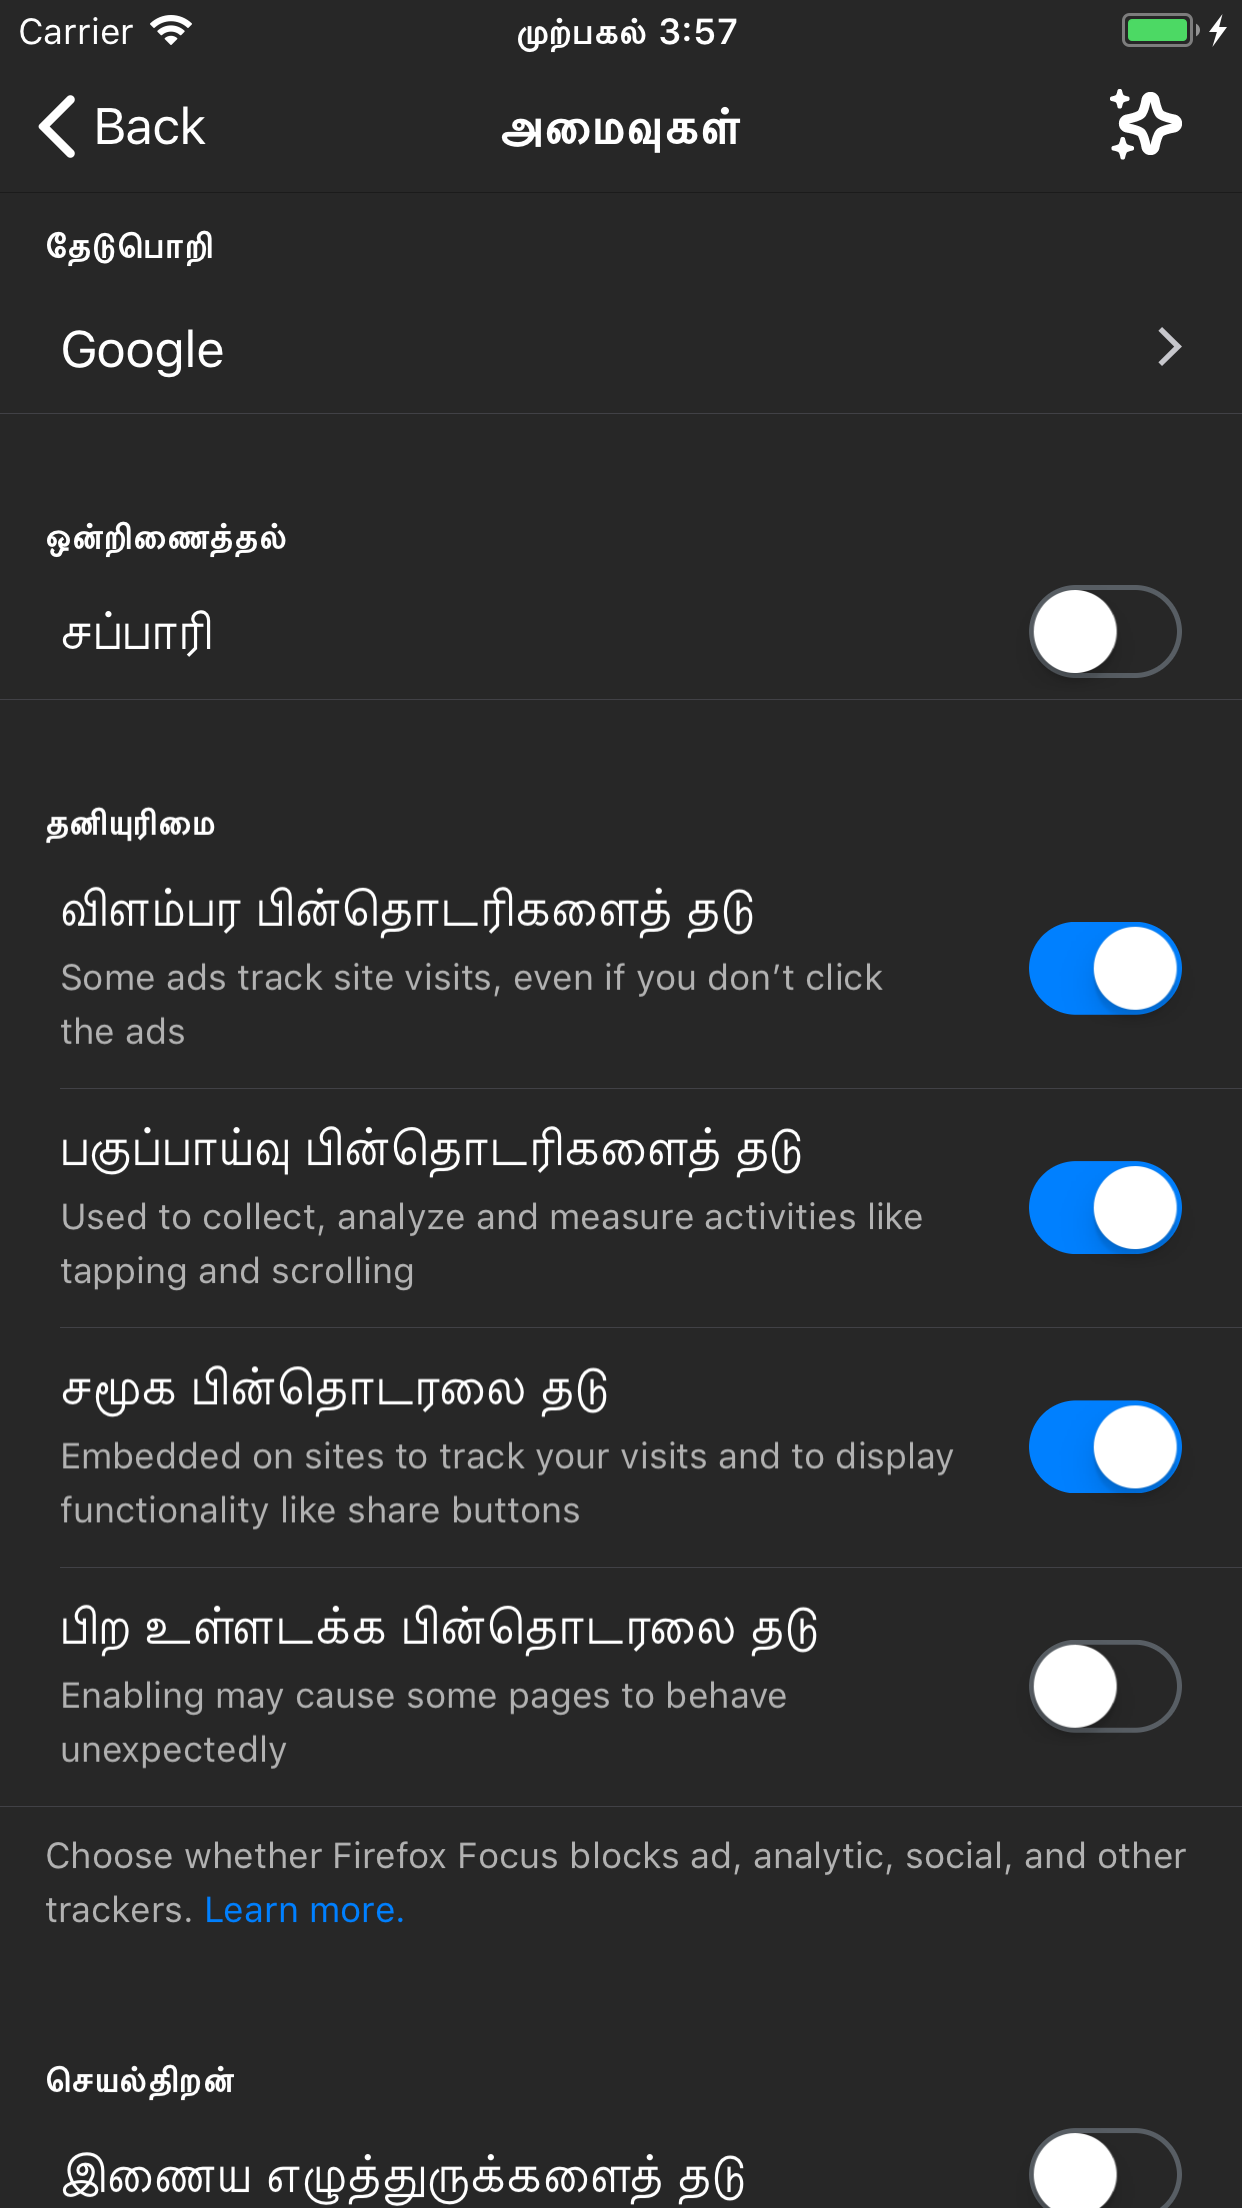 Carrier முற்பகல் 3:57
Back அமைவுகள்
தேடுபொறி
Google
ஒன்றிணைத்தல்
சப்பாரி
தனியுரிமை
விளம்பர பின்தொடரிகளைத் தடு
Some ads track site visits, even if you don’t click
the ads
பகுப்பாய்வு பின்தொடரிகளைத் தடு
Used to collect, analyze and measure activities like
tapping and scrolling
சமூக பின்தொடரலை தடு
Embedded on sites to track your visits and to display
functionality like share buttons
பிற உள்ளடக்க பின்தொடரலை தடு
Enabling may cause some pages to behave
unexpectedly
Choose whether Firefox Focus blocks ad, analytic, social, and other
trackers. Learn more.
செயல்திறன்
இணைய எழுத்துருக்களைத் தடு